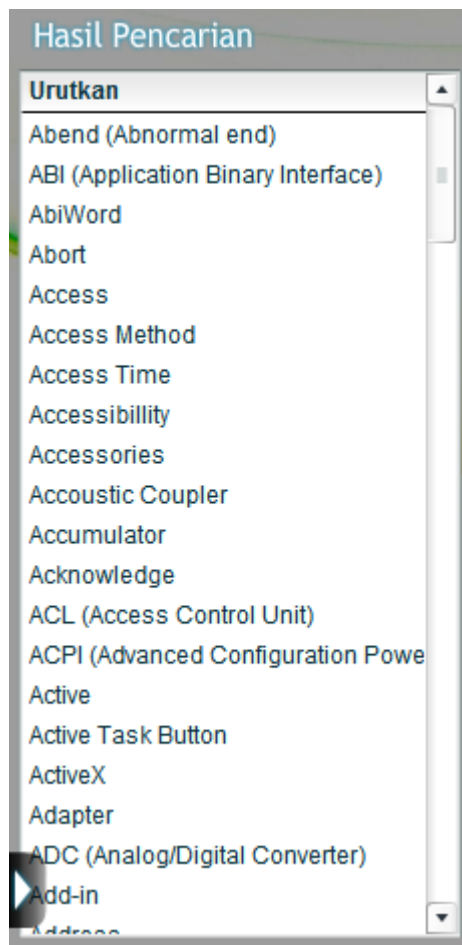 Hasil Pencarian
Urutkan
Abend (Abnormal end)
ABI (Application Binary Interface)
AbiWord
Abort
Access
Access Method
Access Time
Accessibillity
Accessories
Accoustic Coupler
Accumulator
Acknowledge
ACL (Access Control Unit)
ACPI (Advanced Configuration Powe
Active
Active Task Button
ActiveX
Adapter
ADC (Analog/Digital Converter)
Add-in
Address